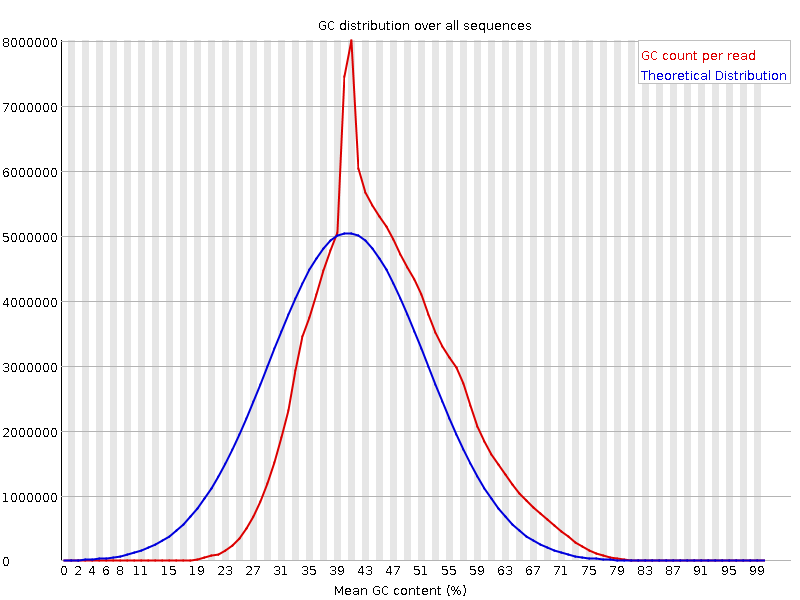 GC distribution over all sequences
GC count per read
Theoretical Distribution
8000000
7000000
6000000
5000000
4000000
3000000
2000000
1000000
0
0 2 4 6 8 11 15 19 23 27 31 35 39 43 47 51 55 59 63 67 71 75 79 83 87 91 95 99
Mean GC content (%)